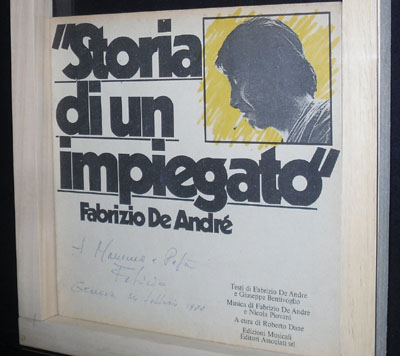 "Storia
di un
impiegato"
Fabrizio De André
A Mamma e Papà
Fabrizio
Genova
Testi di Fabrizio De André
e Giuseppe Bentivoglio
Musica di Fabrizio De André
e Nicola Piovani
A cura di Roberto Dané
Edizioni Musicali
Editori Associati srl